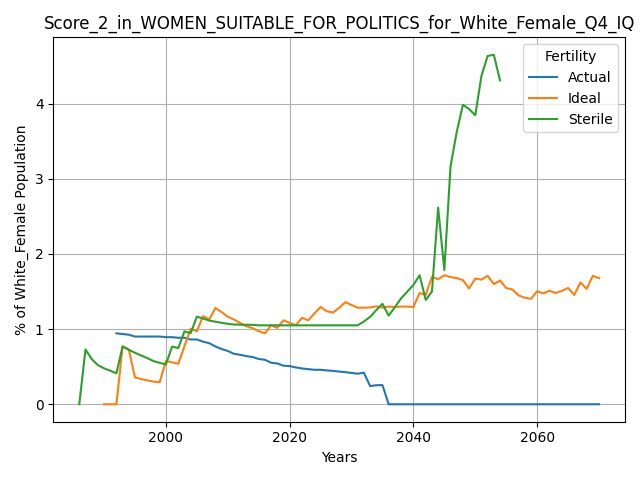 Score_2_in_WOMEN_SUITABLE_FOR_POLITICS_for_White_Female_Q4_IQ
Fertility
Actual
Ideal
Sterile
% of White_Female Population
4
3
2
1
0
2000
2020
2040
2060
Years